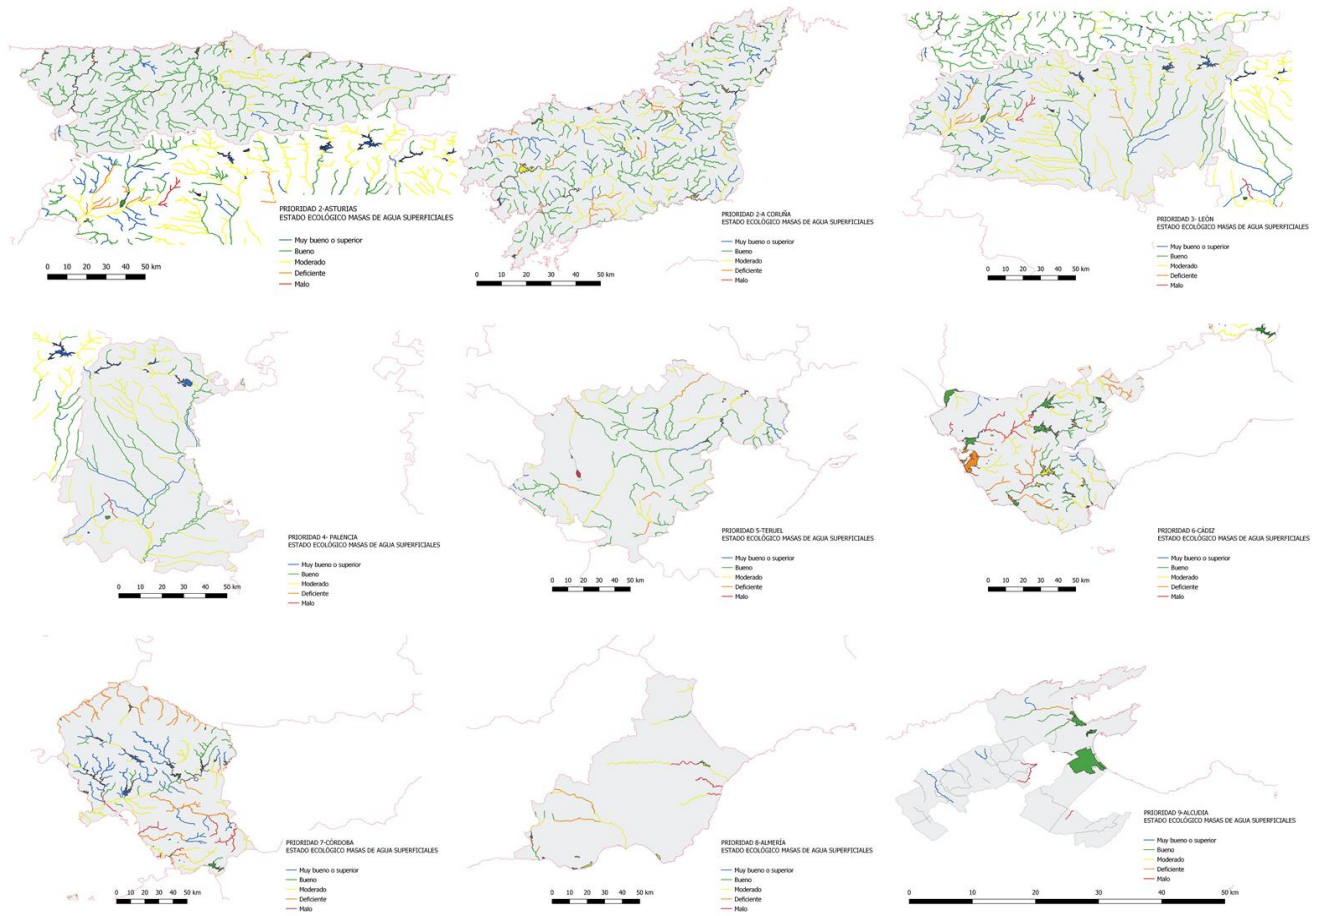 PRIORIDAD 2-ASTURIAS
ESTADO ECOLÓGICO MASAS DE AGUA SUPERFICIALES
Muy bueno o superior
Bueno
Moderado
Deficiente
Malo
0 10 20 30 40 50 km
PRIORIDAD 2-A CORUÑA
ESTADO ECOLÓGICO MASAS DE AGUA SUPERFICIALES
Muy bueno o superior
Bueno
Moderado
Deficiente
Malo
0 10 20 30 40 50 km
PRIORIDAD 3- LEÓN
ESTADO ECOLÓGICO MASAS DE AGUA SUPERFICIALES
Muy bueno o superior
Bueno
Moderado
Deficiente
Malo
0 10 20 30 40 50 km
PRIORIDAD 4- PALENCIA
ESTADO ECOLÓGICO MASAS DE AGUA SUPERFICIALES
Muy bueno o superior
Bueno
Moderado
Deficiente
Malo
0 10 20 30 40 50 km
PRIORIDAD 5-TERUEL
ESTADO ECOLÓGICO MASAS DE AGUA SUPERFICIALES
Muy bueno o superior
Bueno
Moderado
Deficiente
Malo
0 10 20 30 40 50 km
PRIORIDAD 6-CÁDIZ
ESTADO ECOLÓGICO MASAS DE AGUA SUPERFICIALES
Muy bueno o superior
Bueno
Moderado
Deficiente
Malo
0 10 20 30 40 50 km
PRIORIDAD 7-CÓRDOBA
ESTADO ECOLÓGICO MASAS DE AGUA SUPERFICIALES
Muy bueno o superior
Bueno
Moderado
Deficiente
Malo
0 10 20 30 40 50 km
PRIORIDAD 8-ALMERÍA
ESTADO ECOLÓGICO MASAS DE AGUA SUPERFICIALES
Muy bueno o superior
Bueno
Moderado
Deficiente
Malo
0 10 20 30 40 50 km
PRIORIDAD 9-ALCUDIA
ESTADO ECOLÓGICO MASAS DE AGUA SUPERFICIALES
Muy bueno o superior
Bueno
Moderado
Deficiente
Malo
0 10 20 30 40 50 km